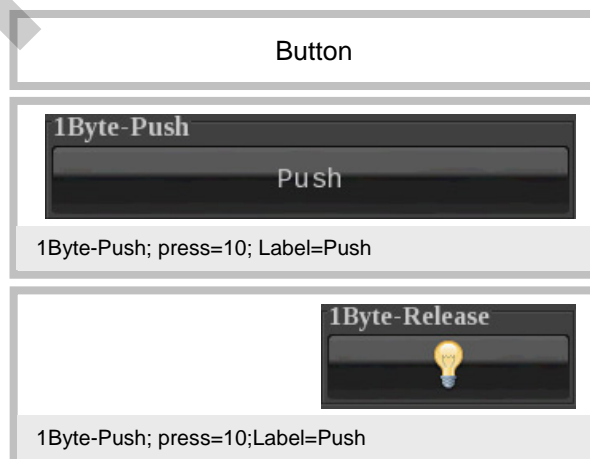 Button
1Byte-Push
Push
1Byte-Push; press=10; Label=Push
1Byte-Release
1Byte-Push; press=10;Label=Push